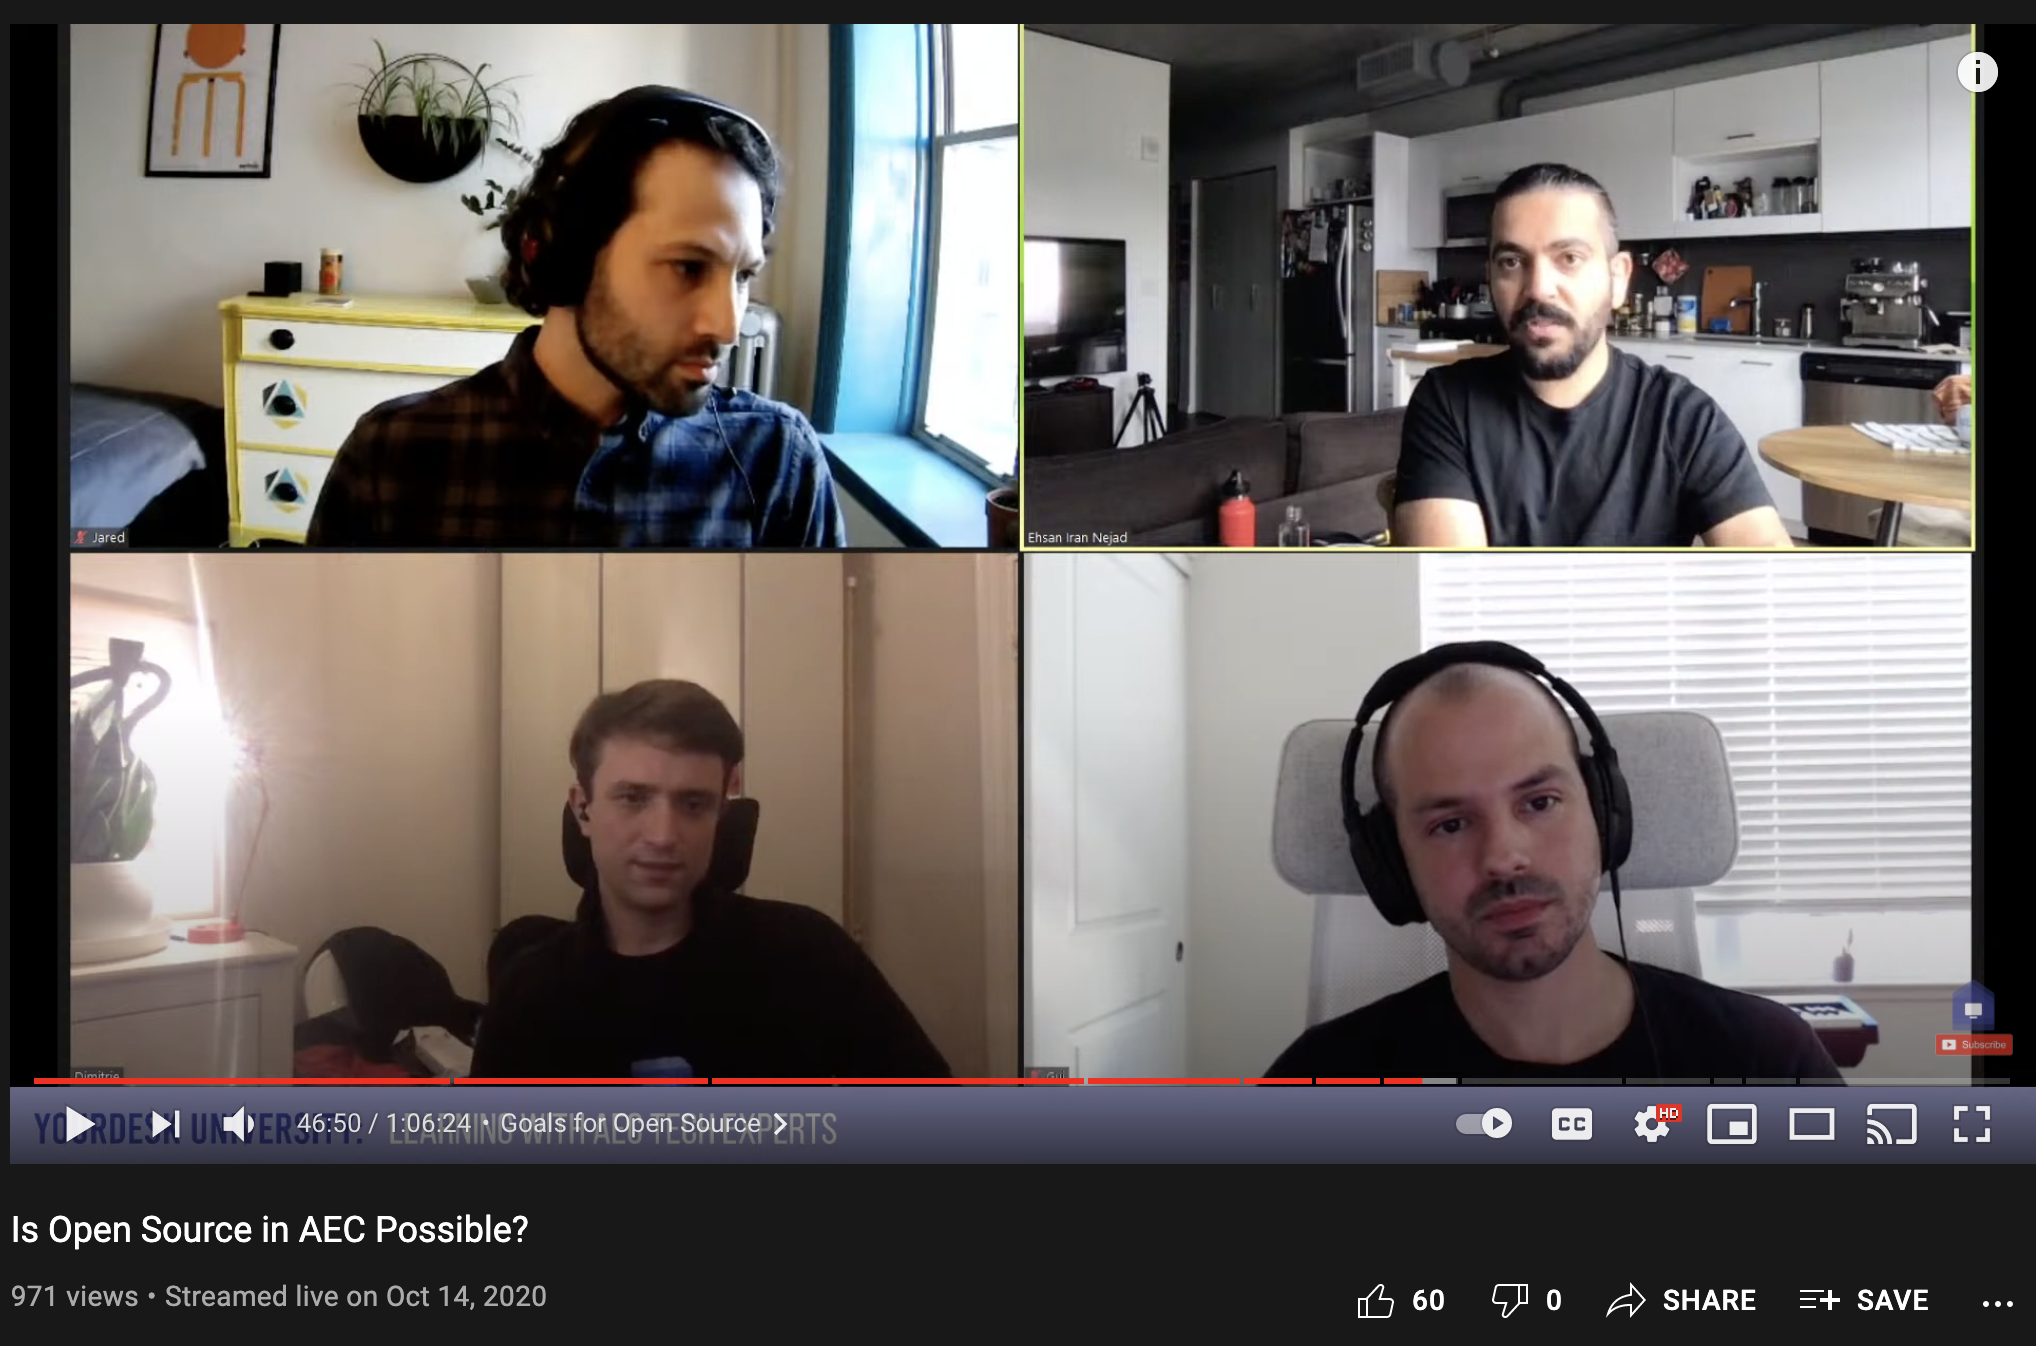 Jared
Ehsan Iran Nejad
Dimitrie
Gui
Subscribe
YOURDESK UNIVERSITY: LEARNING WITH AEC TECH EXPERTS
46:50 / 1:06:24 • Goals for Open Source
CC
HD
Is Open Source in AEC Possible?
971 views • Streamed live on Oct 14, 2020
60
0
SHARE
SAVE